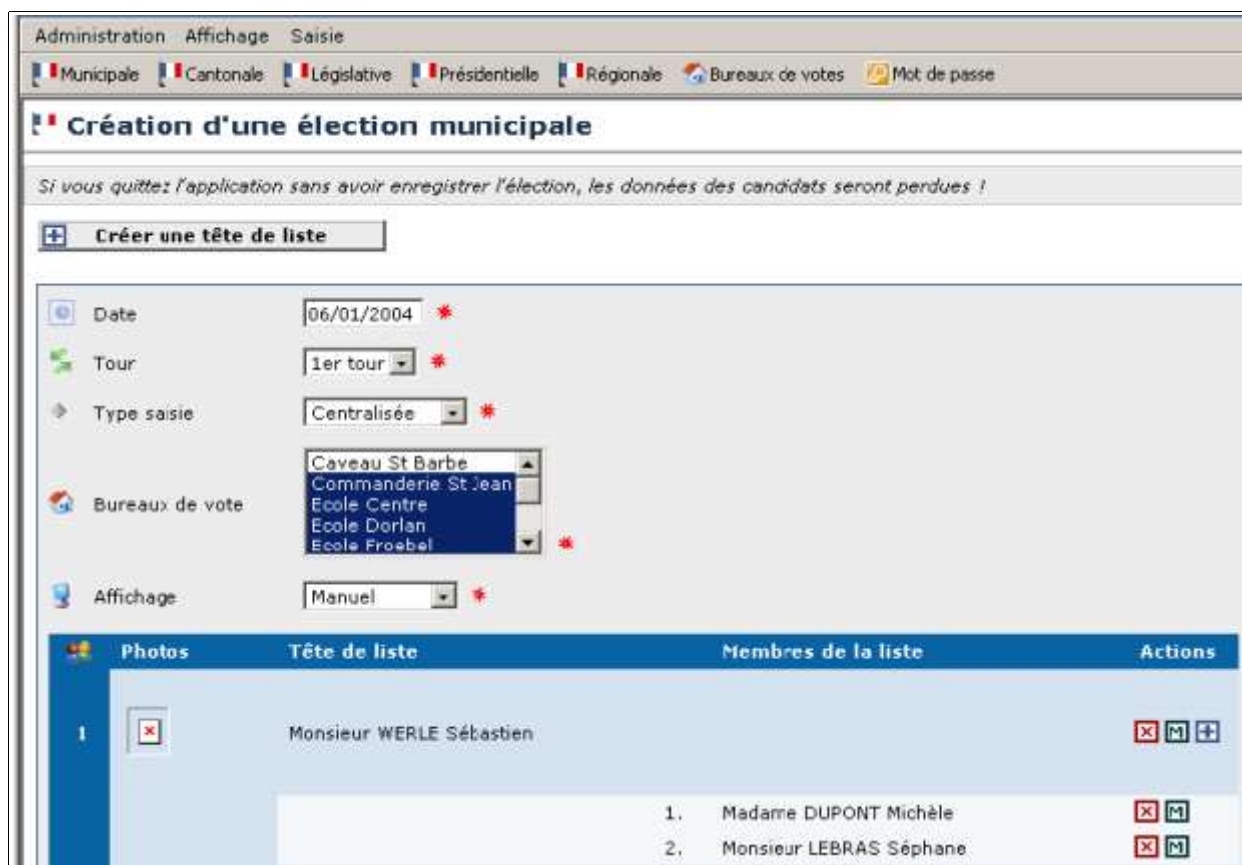 Administration Affichage Saisie
Municipale Cantonale Législative Présidentielle Régionale Bureaux de votes Mot de passe
Création d'une élection municipale
Si vous quittez l'application sans avoir enregistrer l'élection, les données des candidats seront perdues !
Créer une tête de liste
Date 06/01/2004 *
Tour 1er tour *
Type saisie Centralisée *
Caveau St Barbe
Commanderie St Jean
Ecole Centre
Bureaux de vote
Ecole Dorlan
Ecole Froebel *
Affichage Manuel *
Photos Tête de liste Membres de la liste Actions
1 Monsieur WERLE Sébastien M
1. Madame DUPONT Michèle M
2. Monsieur LEBRAS Séphane M